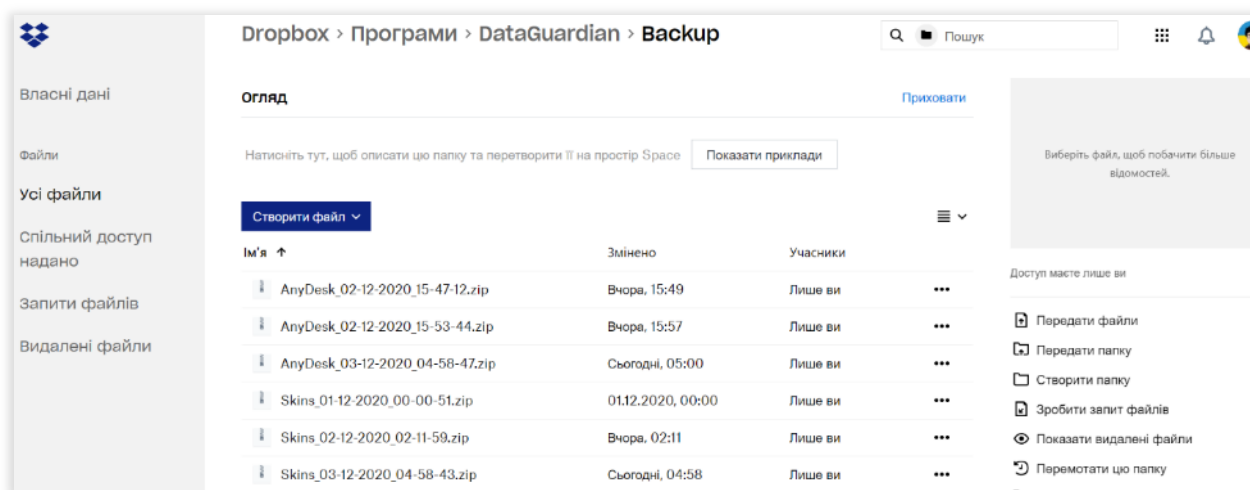 Dropbox › Програми › DataGuardian › Backup
Пошук
Власні дані
Файли
Усі файли
Спільний доступ
надано
Запити файлів
Видалені файли
Огляд
Приховати
Натисніть тут, щоб описати цю папку та перетворити її на простір Space
Показати приклади
Створити файл
Ім'я ↑ Змінено Учасники
AnyDesk_02-12-2020_15-47-12.zip Вчора, 15:49 Лише ви •••
AnyDesk_02-12-2020_15-53-44.zip Вчора, 15:57 Лише ви •••
AnyDesk_03-12-2020_04-58-47.zip Сьогодні, 05:00 Лише ви •••
Skins_01-12-2020_00-00-51.zip 01.12.2020, 00:00 Лише ви •••
Skins_02-12-2020_02-11-59.zip Вчора, 02:11 Лише ви •••
Skins_03-12-2020_04-58-43.zip Сьогодні, 04:58 Лише ви •••
Виберіть файл, щоб побачити більше
відомостей.
Доступ маєте лише ви
Передати файли
Передати папку
Створити папку
Зробити запит файлів
Показати видалені файли
Перемотати цю папку